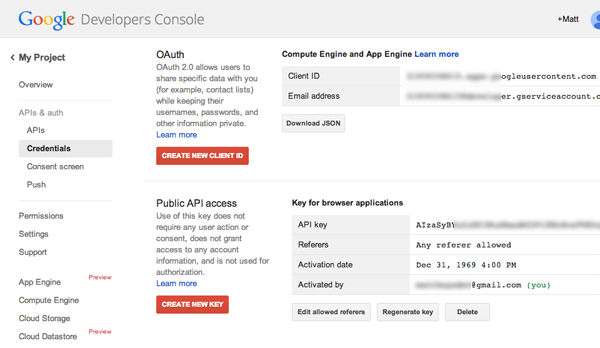 Google Developers Console
+Matt
My Project
Overview
APIs & auth
APIs
Credentials
Consent screen
Push
Permissions
Settings
Support
App Engine
Preview
Compute Engine
Cloud Storage
Cloud Datastore
Preview
OAuth
OAuth 2.0 allows users to
share specific data with you
(for example, contact lists)
while keeping their
usernames, passwords, and
other information private.
Learn more
CREATE NEW CLIENT ID
Compute Engine and App Engine Learn more
Client ID
ogleusercontent.com
Email address
er.gserviceaccount.c
Download JSON
Public API access
Use of this key does not
require any user action or
consent, does not grant
access to any account
information, and is not used for
authorization.
Learn more
CREATE NEW KEY
Key for browser applications
API key AIzaSyBY
Referers Any referer allowed
Activation date Dec 31, 1969 4:00 PM
Activated by @gmail.com (you)
Edit allowed referers
Regenerate key
Delete